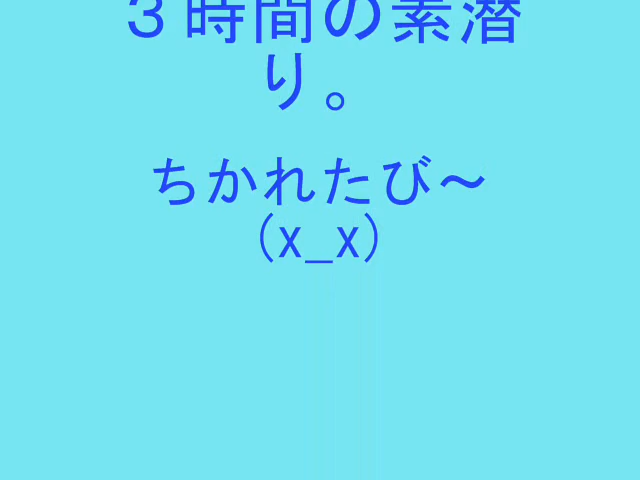 ３時間の素潜
り。
ちかれたび～
(x_x)